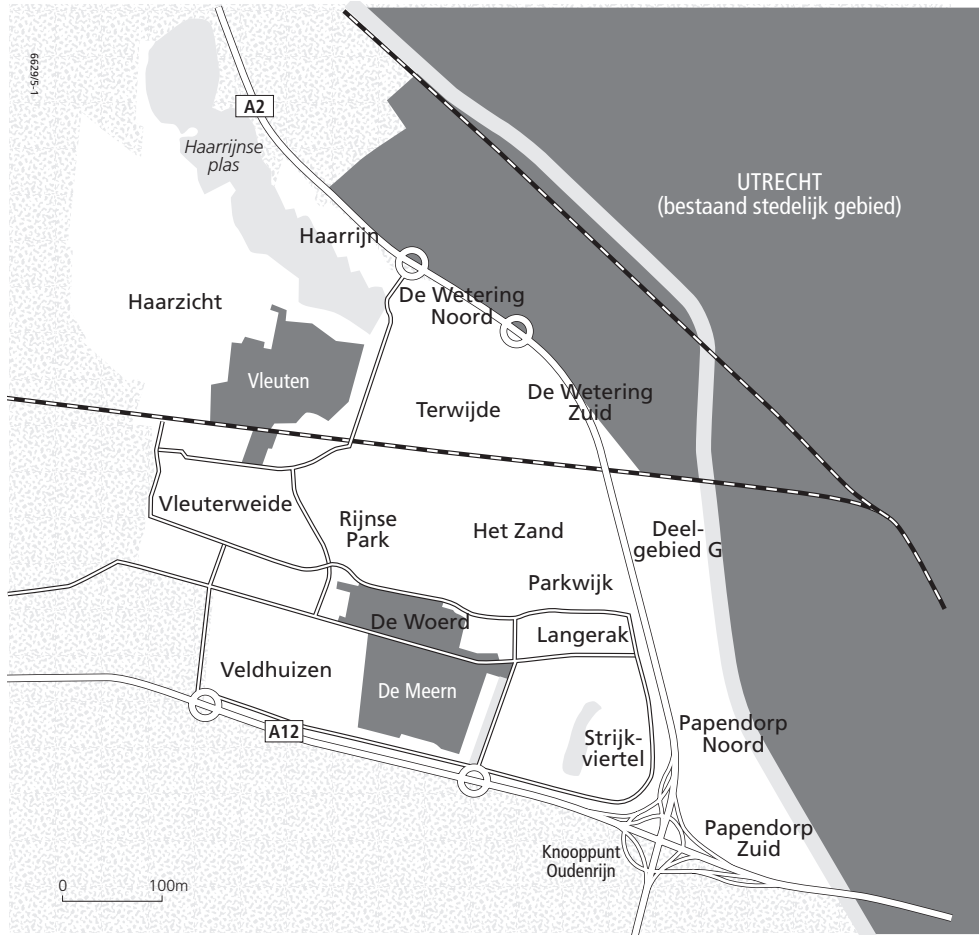 6629/5-1
A2
Haarrijnse
plas
UTRECHT
(bestaand stedelijk gebied)
Haarrijn
Haarzicht
De Wetering
Noord
Vleuten
Terwijde
De Wetering
Zuid
Vleuterweide
Rijnse
Park
Het Zand
Deel-
gebied G
Parkwijk
De Woerd
Langerak
Veldhuizen
De Meern
A12
Strijk-
viertel
Papendorp
Noord
Papendorp
Zuid
Knooppunt
Oudenrijn
0 100m